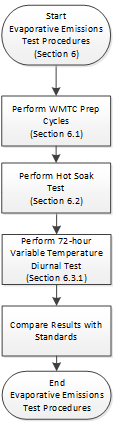 Start
Evaporative Emissions
Test Procedures
(Section 6)
Perform WMTC Prep
Cycles
(Section 6.1)
Perform Hot Soak
Test
(Section 6.2)
Perform 72-hour
Variable Temperature
Diurnal Test
(Section 6.3.1)
Compare Results with
Standards
End
Evaporative Emissions
Test Procedures